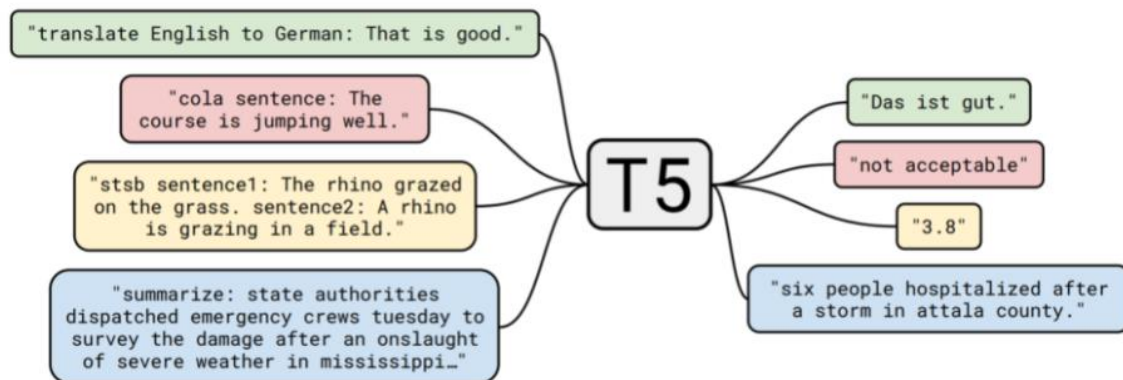 "translate English to German: That is good."
"cola sentence: The
course is jumping well."
"stsb sentence1: The rhino grazed
on the grass. sentence2: A rhino
is grazing in a field."
"summarize: state authorities
dispatched emergency crews tuesday to
survey the damage after an onslaught
of severe weather in mississippi…"
T5
"Das ist gut."
"not acceptable"
"3.8"
"six people hospitalized after
a storm in attala county."